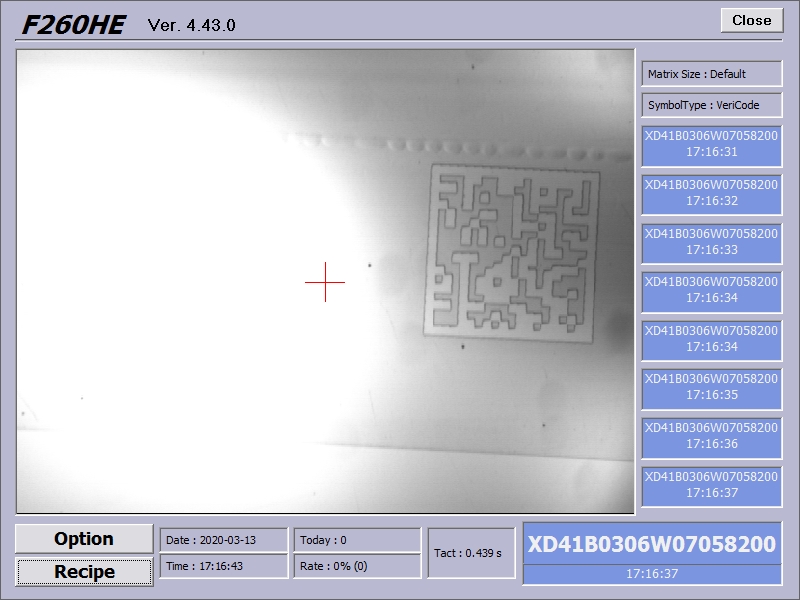 F260HE Ver. 4.43.0
Close
Matrix Size : Default
SymbolType : VeriCode
XD41B0306W07058200
17:16:31
XD41B0306W07058200
17:16:32
XD41B0306W07058200
17:16:33
XD41B0306W07058200
17:16:34
XD41B0306W07058200
17:16:34
XD41B0306W07058200
17:16:35
XD41B0306W07058200
17:16:36
XD41B0306W07058200
17:16:37
Option
Recipe
Date : 2020-03-13
Time : 17:16:43
Today : 0
Rate : 0% (0)
Tact : 0.439 s
XD41B0306W07058200
17:16:37